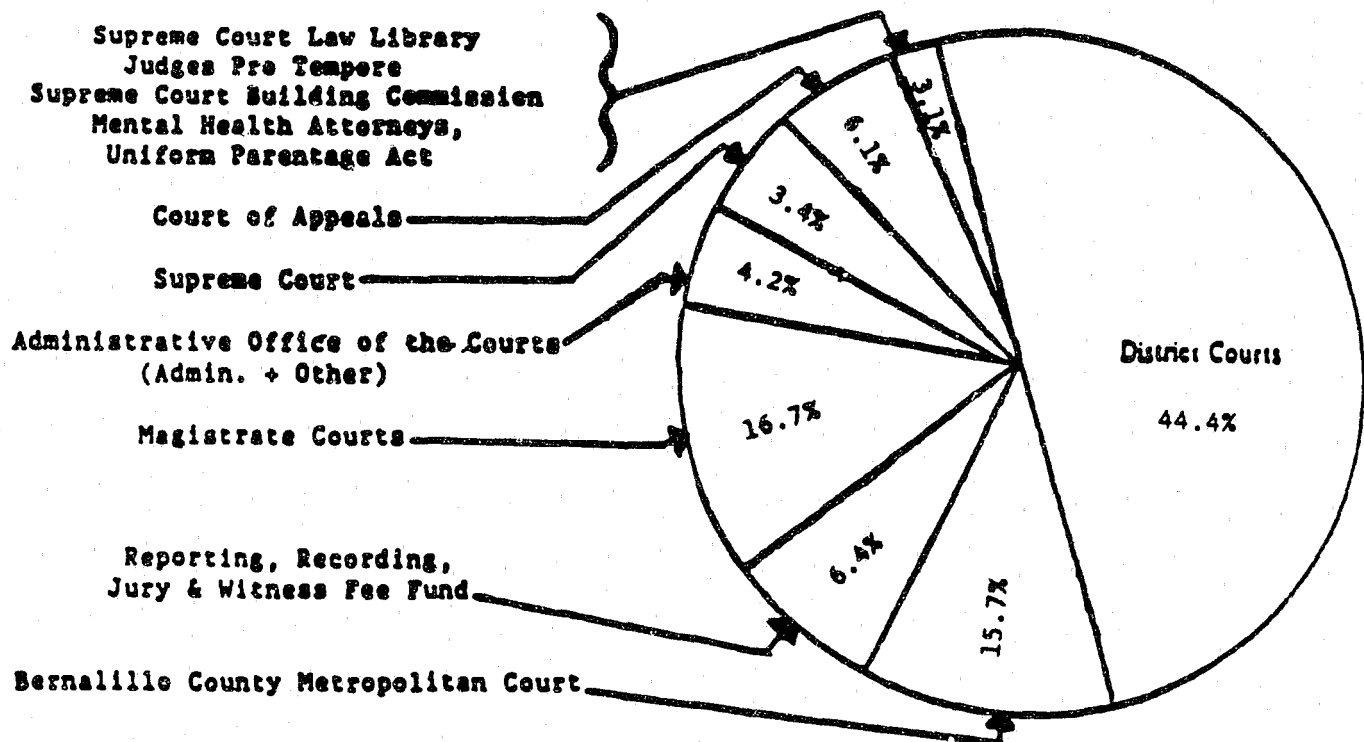 Supreme Court Law Library
Judges Pro Tempore
Supreme Court Building Commission
Mental Health Attorneys,
Uniform Parentage Act
Court of Appeals
Supreme Court
Administrative Office of the Courts
(Admin. + Other)
Magistrate Courts
Reporting, Recording,
Jury & Witness Fee Fund
Bernalillo County Metropolitan Court
3.1%
6.1%
3.4%
4.2%
16.7%
6.4%
15.7%
District Courts
44.4%